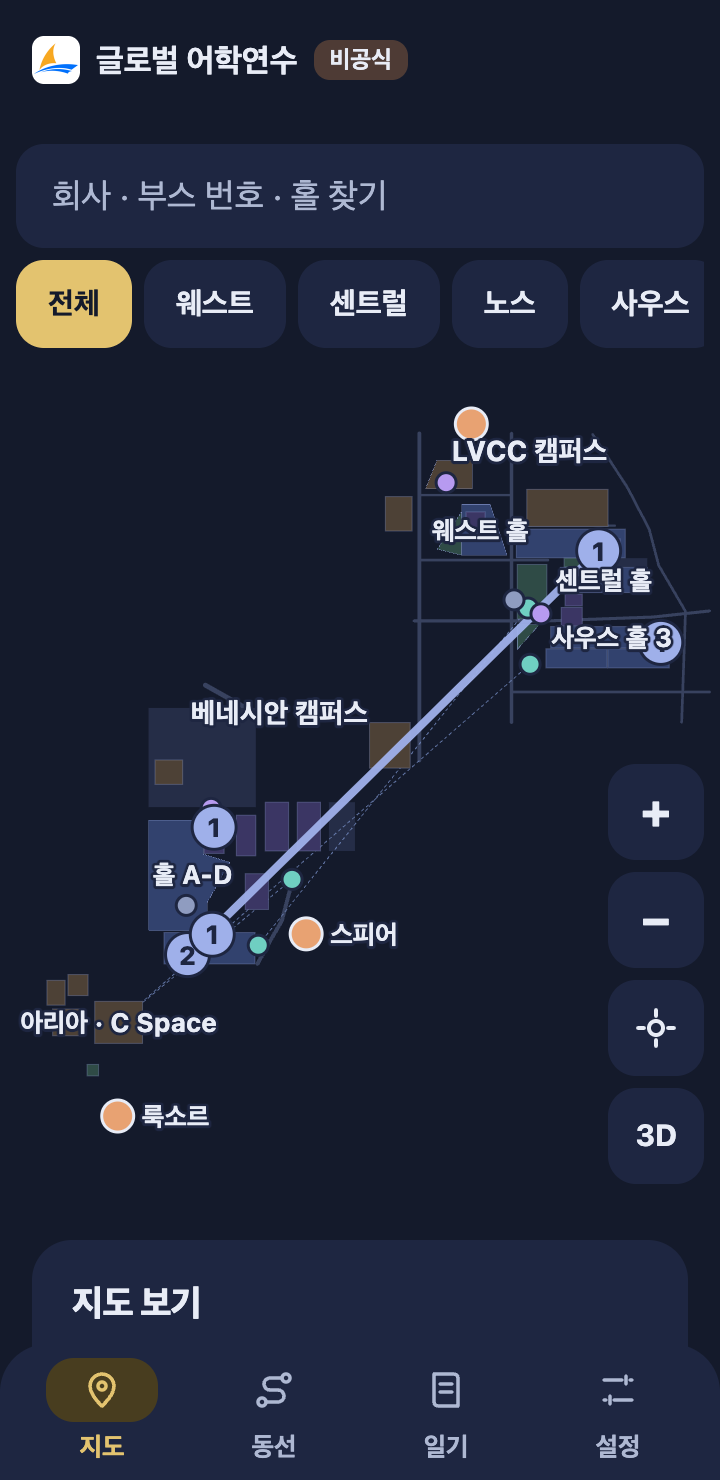 글로벌 어학연수
비공식
회사 · 부스 번호 · 홀 찾기
전체
웨스트
센트럴
노스
사우스
LVCC 캠퍼스
웨스트 홀
1
센트럴 홀
사우스 홀 3
베네시안 캠퍼스
1
홀 A-D
1
2
스피어
아리아 · C Space
룩소르
+
−
3D
지도 보기
지도
동선
일기
설정